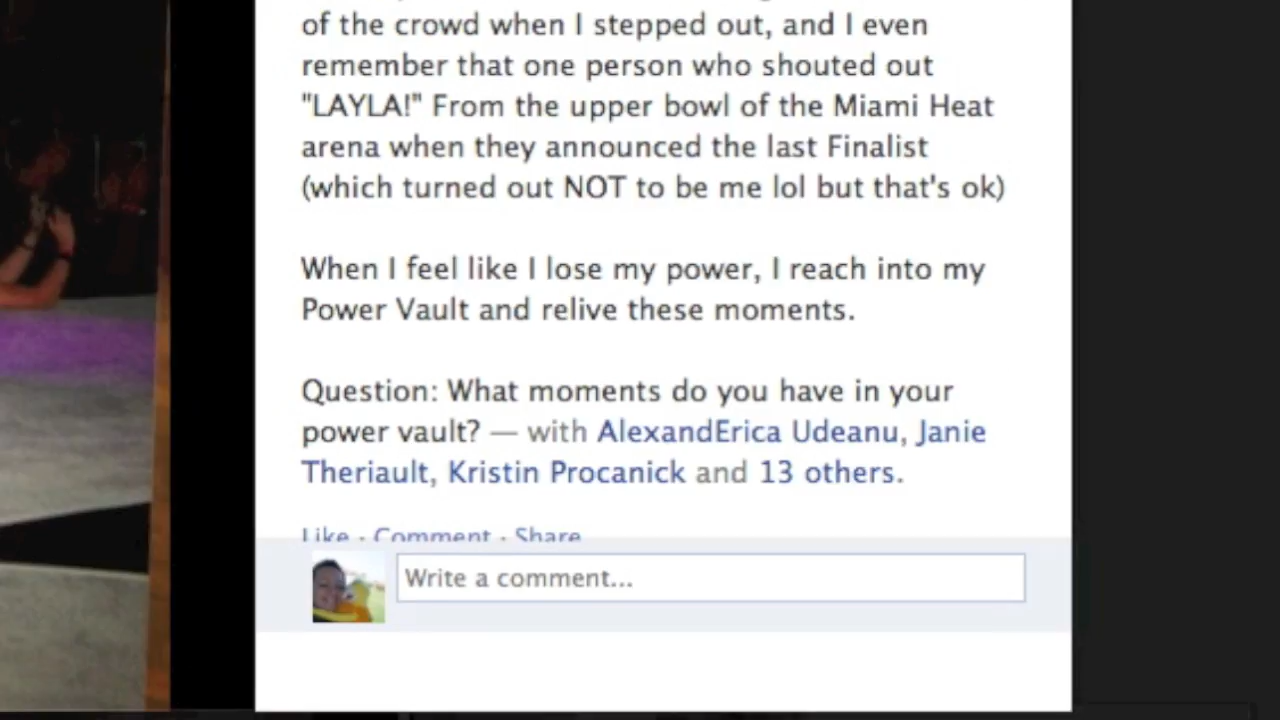 of the crowd when I stepped out, and I even
remember that one person who shouted out
"LAYLA!" From the upper bowl of the Miami Heat
arena when they announced the last Finalist
(which turned out NOT to be me lol but that's ok)
When I feel like I lose my power, I reach into my
Power Vault and relive these moments.
Question: What moments do you have in your
power vault? — with AlexandErica Udeanu, Janie
Theriault, Kristin Procanick and 13 others.
Like · Comment · Share
Write a comment...